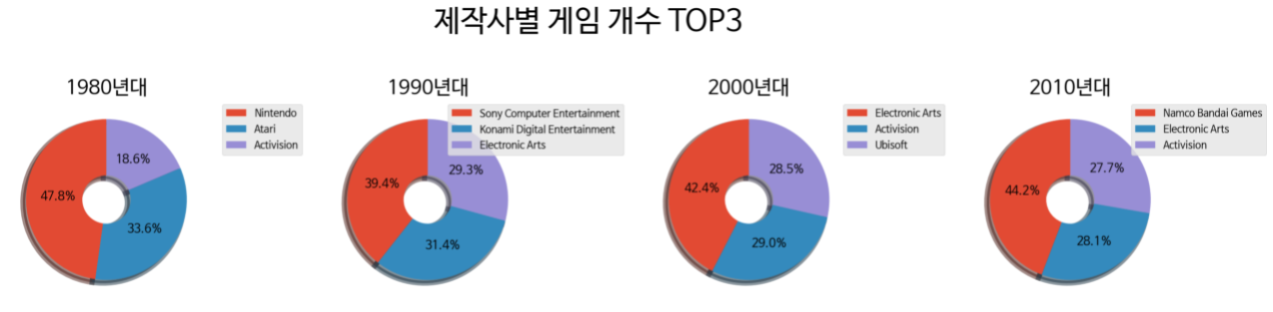 제작사별 게임 개수 TOP3
1980년대
Nintendo
Atari
Activision
18.6%
47.8%
33.6%
1990년대
Sony Computer Entertainment
Konami Digital Entertainment
Electronic Arts
29.3%
39.4%
31.4%
2000년대
Electronic Arts
Activision
Ubisoft
28.5%
42.4%
29.0%
2010년대
Namco Bandai Games
Electronic Arts
Activision
27.7%
44.2%
28.1%